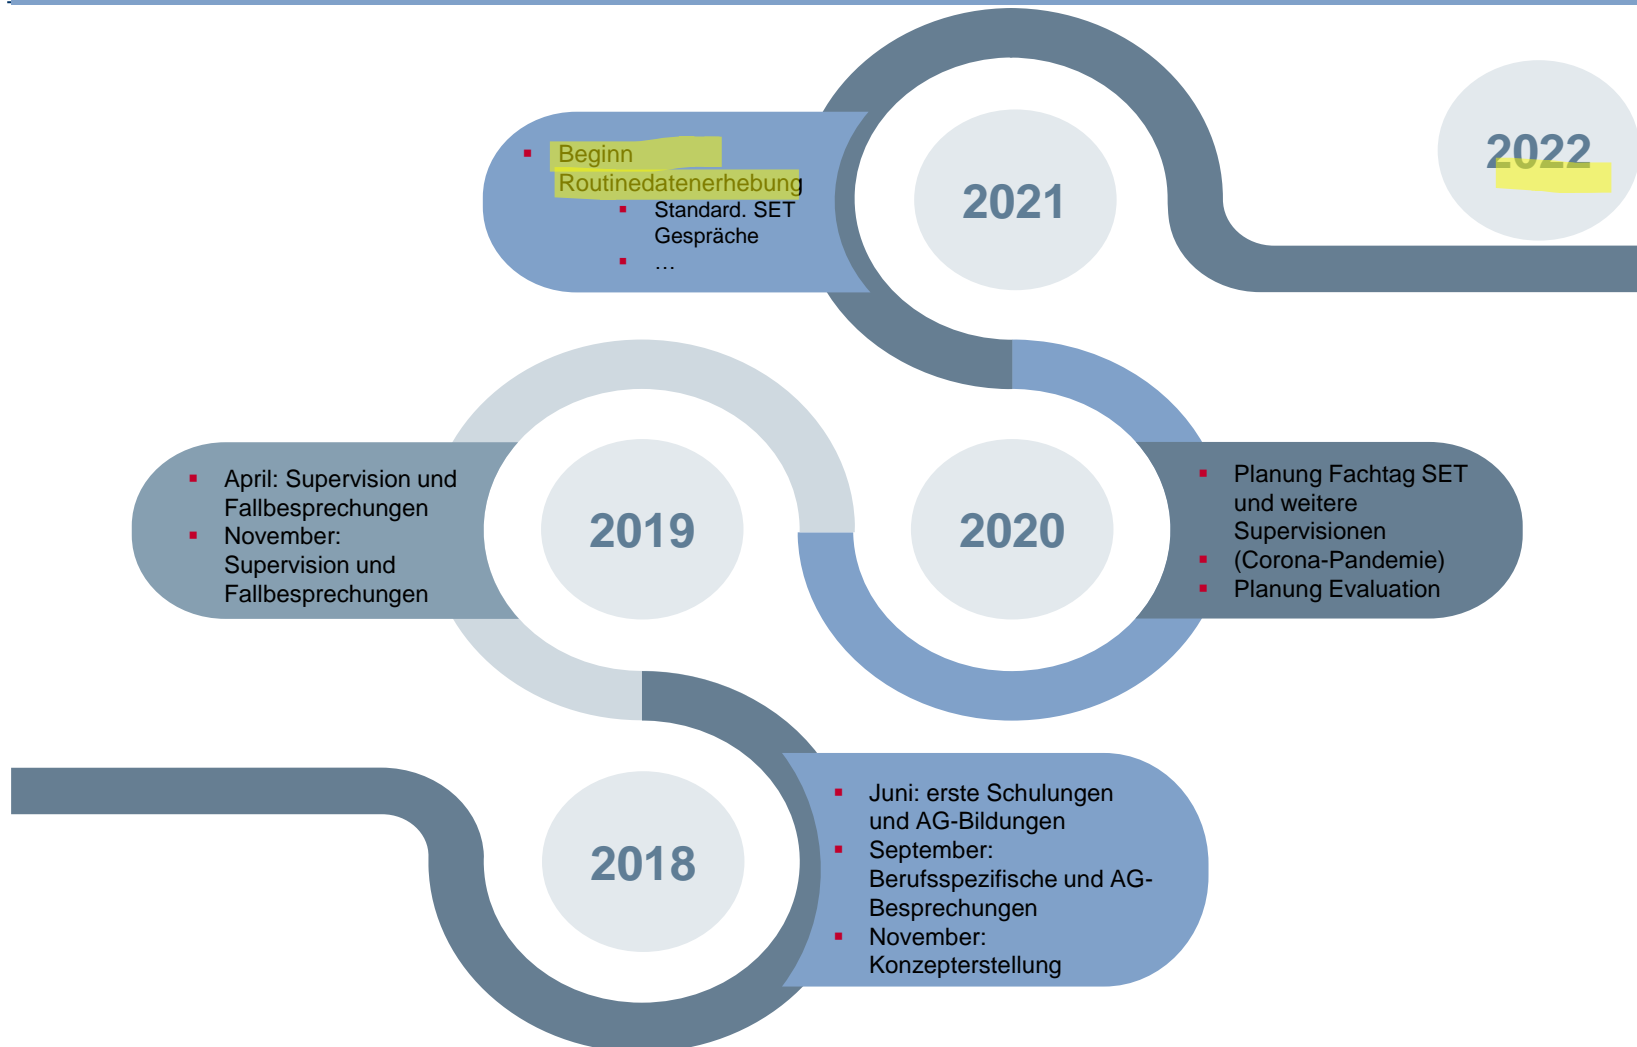 2022
▪ Beginn
Routinedatenerhebung
▪ Standard. SET
Gespräche
▪ …
2021
▪ April: Supervision und
Fallbesprechungen
▪ November:
Supervision und
Fallbesprechungen
2019
2020
▪ Planung Fachtag SET
und weitere
Supervisionen
▪ (Corona-Pandemie)
▪ Planung Evaluation
2018
▪ Juni: erste Schulungen
und AG-Bildungen
▪ September:
Berufsspezifische und AG-
Besprechungen
▪ November:
Konzepterstellung